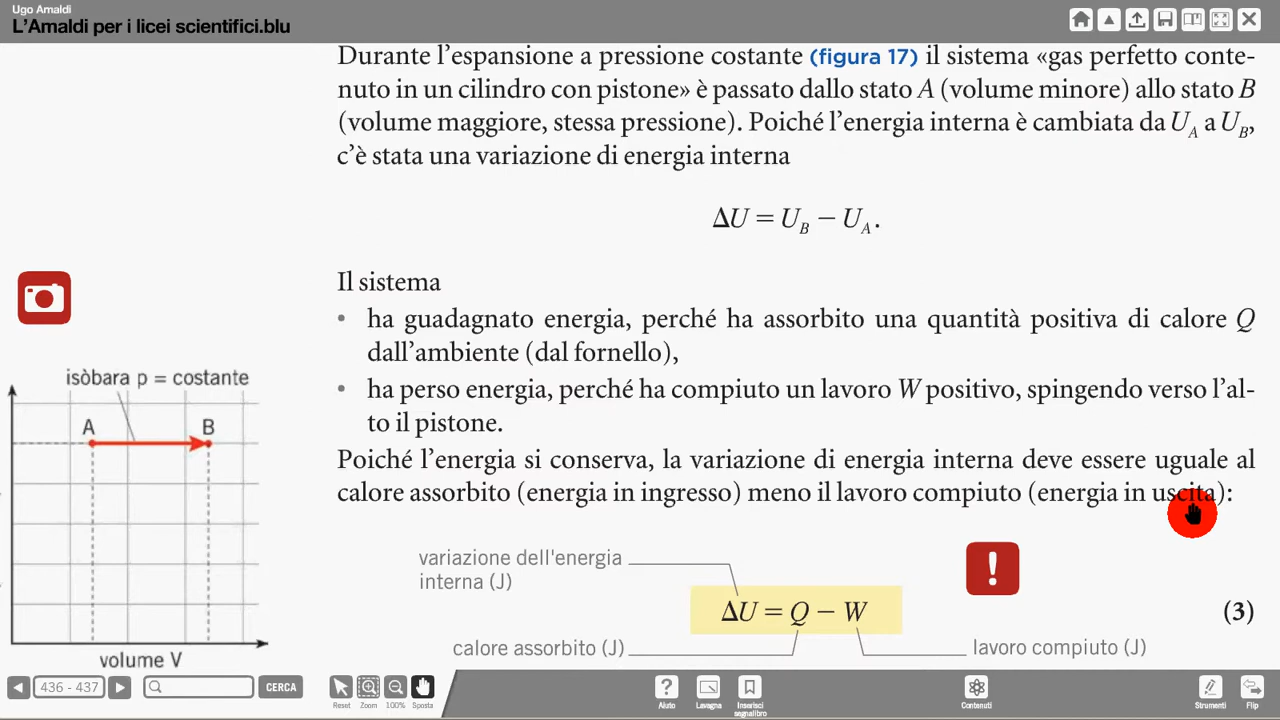 Ugo Amaldi
L'Amaldi per i licei scientifici.blu
Durante l'espansione a pressione costante (figura 17) il sistema «gas perfetto conte-
nuto in un cilindro con pistone» è passato dallo stato A (volume minore) allo stato B
(volume maggiore, stessa pressione). Poiché l'energia interna è cambiata da U_A a U_B,
c'è stata una variazione di energia interna
ΔU = U_B − U_A.
Il sistema
• ha guadagnato energia, perché ha assorbito una quantità positiva di calore Q
dall'ambiente (dal fornello),
• ha perso energia, perché ha compiuto un lavoro W positivo, spingendo verso l'al-
to il pistone.
Poiché l'energia si conserva, la variazione di energia interna deve essere uguale al
calore assorbito (energia in ingresso) meno il lavoro compiuto (energia in uscita):
variazione dell'energia
interna (J)
!
ΔU = Q − W
(3)
calore assorbito (J)
lavoro compiuto (J)
isòbara p = costante
A
B
volume V
436 - 437
CERCA
Reset
Zoom
100%
Sposta
?
Aiuto
Lavagna
Inserisci
segnalibro
Contenuti
Strumenti
Flip